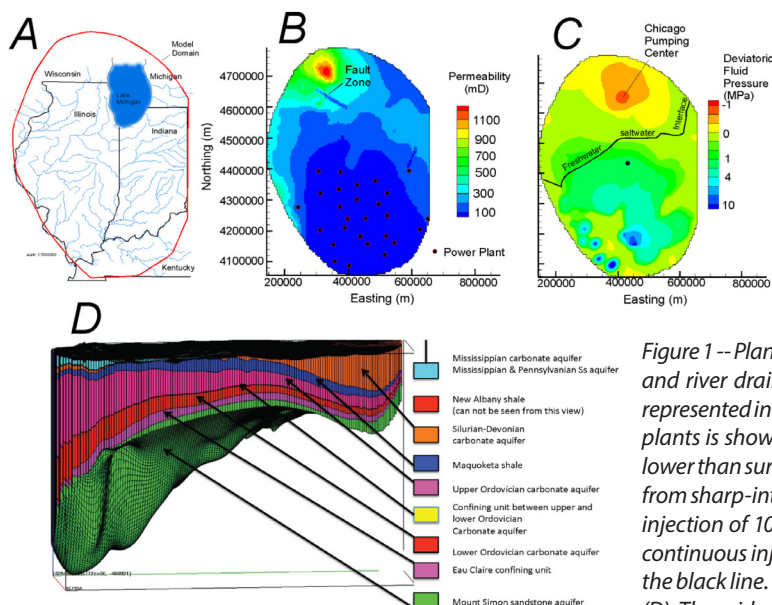 A
Model
Domain
Wisconsin
Michigan
Lake
Michigan
Illinois
Indiana
Kentucky
B
Fault
Zone
Permeability
(mD)
1100
900
700
500
300
100
Power Plant
Northing (m)
4700000
4600000
4500000
4400000
4300000
4200000
4100000
200000 400000 600000 800000
Easting (m)
C
Chicago
Pumping
Center
Deviatoric
Fluid
Pressure
(MPa)
-1
0
1
4
10
Freshwater
saltwater
Interface
200000 400000 600000 800000
Easting (m)
D
Mississippian carbonate aquifer
Mississippian & Pennsylvanian Ss aquifer
New Albany shale
(can not be seen from this view)
Silurian-Devonian
carbonate aquifer
Maquoketa shale
Upper Ordovician carbonate aquifer
Confining unit between upper and
lower Ordovician
Carbonate aquifer
Lower Ordovician carbonate aquifer
Eau Claire confining unit
Mount Simon sandstone aquifer
Figure 1 -- Plan
and river drain
represented in
plants is show
lower than sur
from sharp-int
injection of 10
continuous inj
the black line.